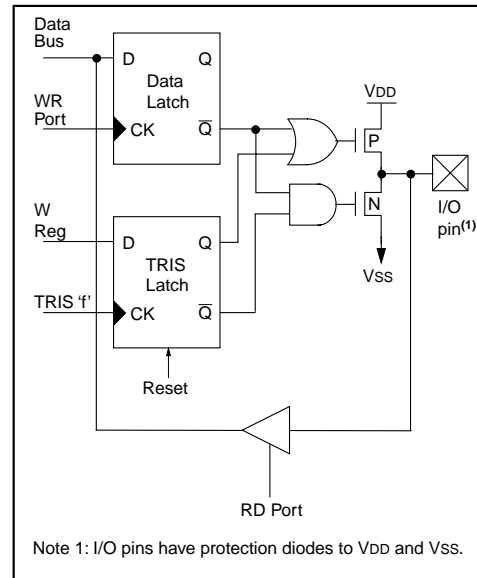 Data
Bus
D
Q
Data
Latch
VDD
WR
Port
CK
Q
P
W
Reg
D
Q
TRIS
Latch
N
I/O
pin(1)
VSS
TRIS 'f'
CK
Q
Reset
RD Port
Note 1: I/O pins have protection diodes to VDD and VSS.